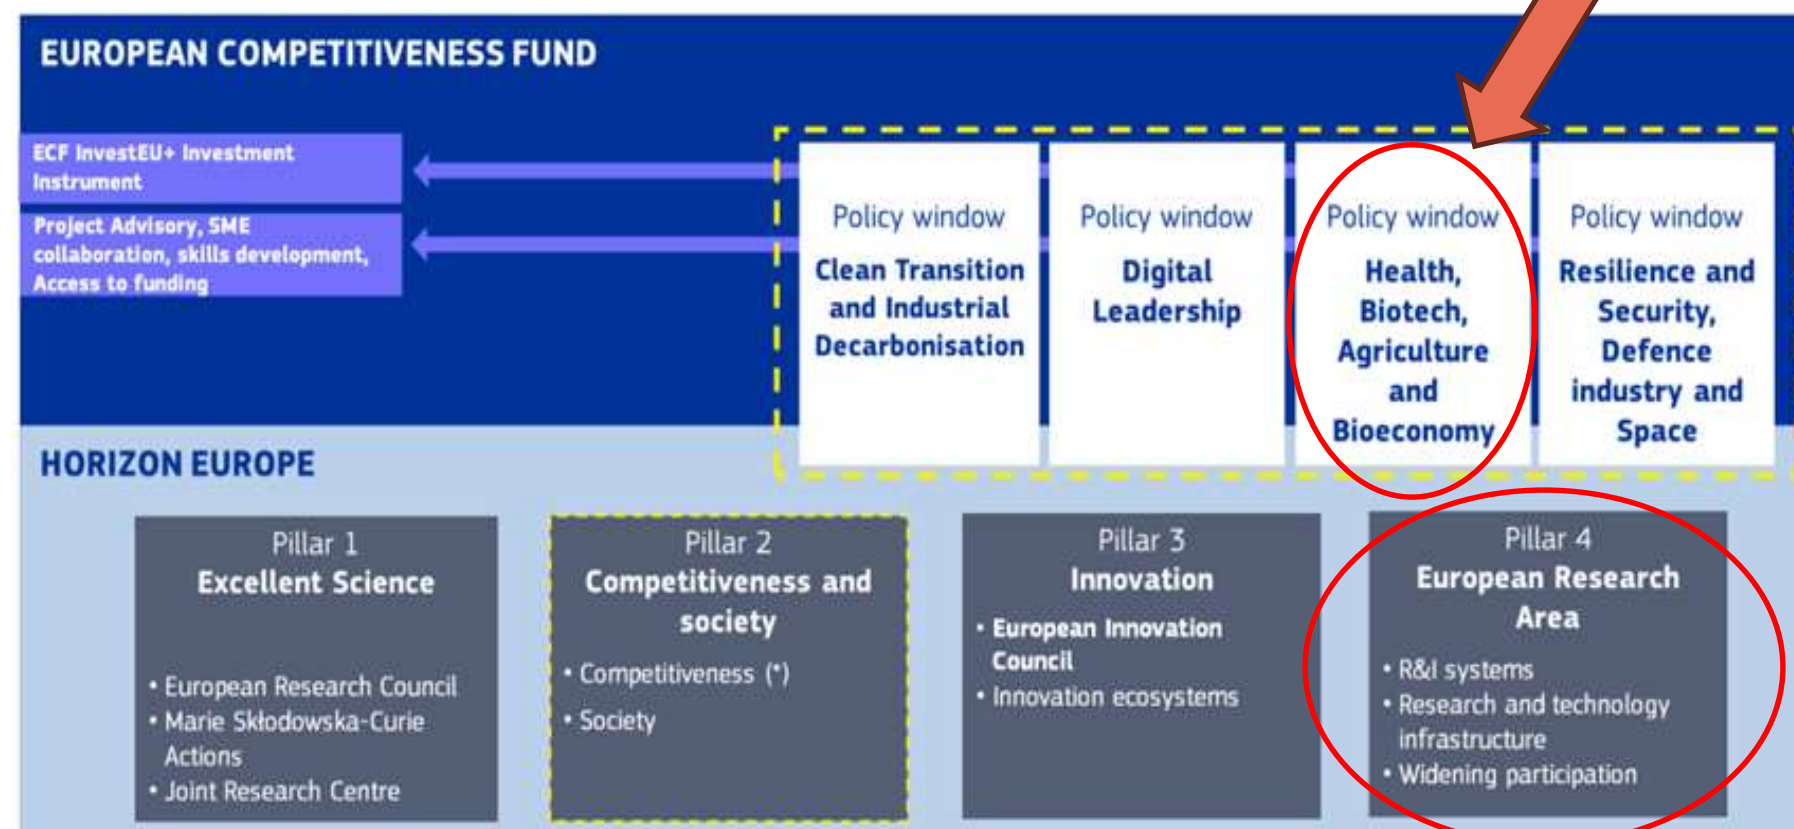 EUROPEAN COMPETITIVENESS FUND
ECF InvestEU+ Investment
Instrument
Project Advisory, SME
collaboration, skills development,
Access to funding
Policy window
Clean Transition
and Industrial
Decarbonisation
Policy window
Digital
Leadership
Policy window
Health,
Biotech,
Agriculture
and
Bioeconomy
Policy window
Resilience and
Security,
Defence
industry and
Space
HORIZON EUROPE
Pillar 1
Excellent Science
• European Research Council
• Marie Skłodowska-Curie
Actions
• Joint Research Centre
Pillar 2
Competitiveness and
society
• Competitiveness (*)
• Society
Pillar 3
Innovation
• European Innovation
Council
• Innovation ecosystems
Pillar 4
European Research
Area
• R&I systems
• Research and technology
infrastructure
• Widening participation